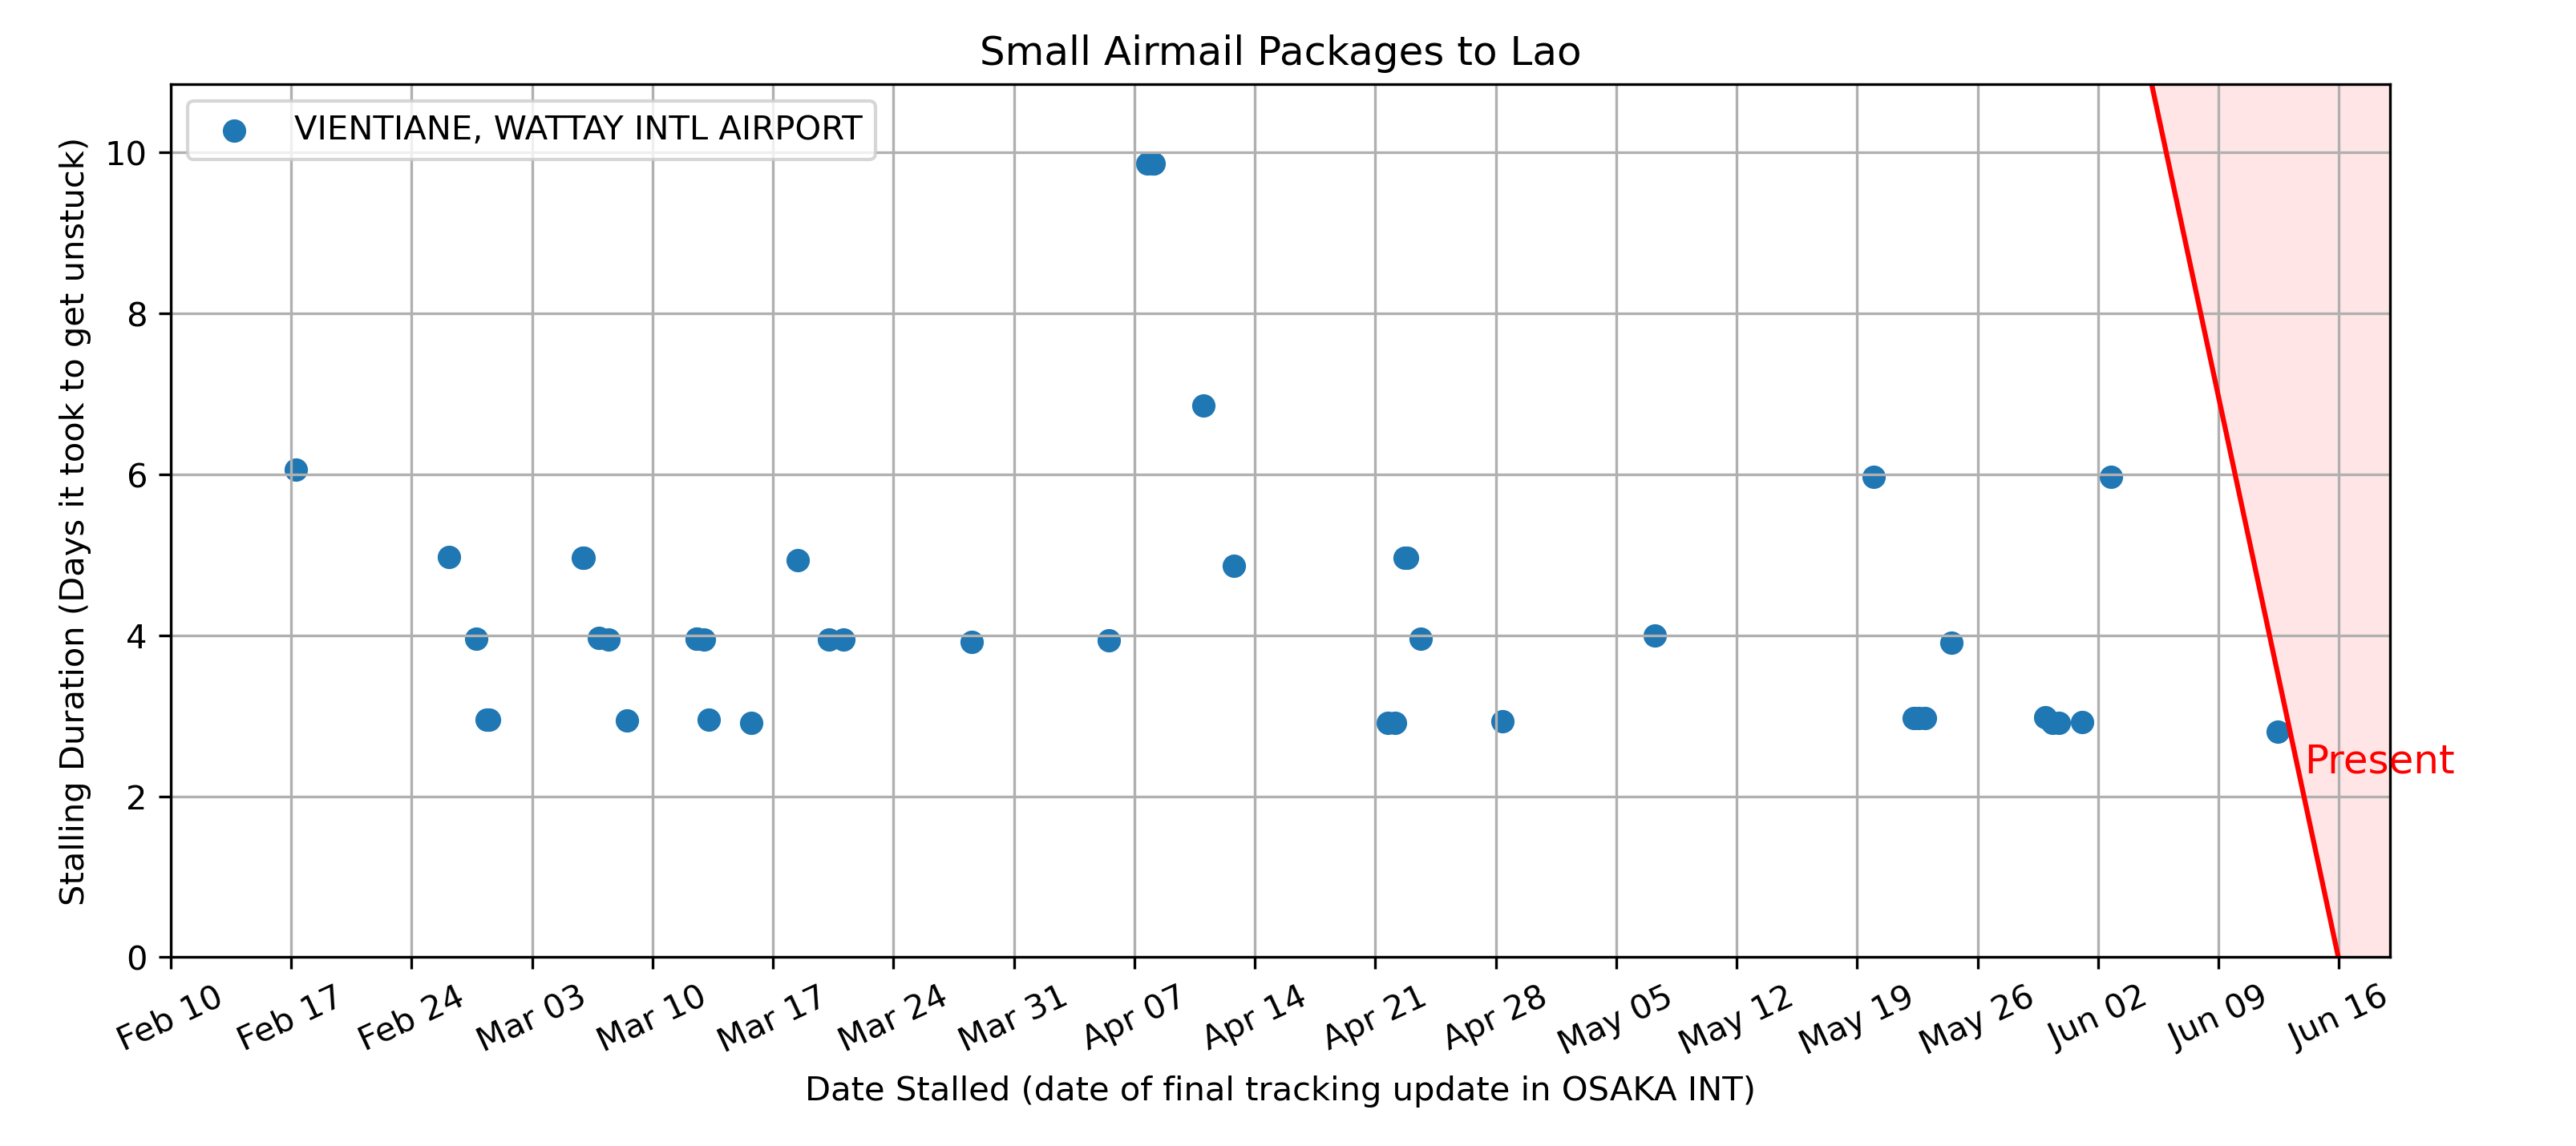 Small Airmail Packages to Lao
VIENTIANE, WATTAY INTL AIRPORT
Stalling Duration (Days it took to get unstuck)
10
8
6
4
2
0
Present
Feb 10
Feb 17
Feb 24
Mar 03
Mar 10
Mar 17
Mar 24
Mar 31
Apr 07
Apr 14
Apr 21
Apr 28
May 05
May 12
May 19
May 26
Jun 02
Jun 09
Jun 16
Date Stalled (date of final tracking update in OSAKA INT)